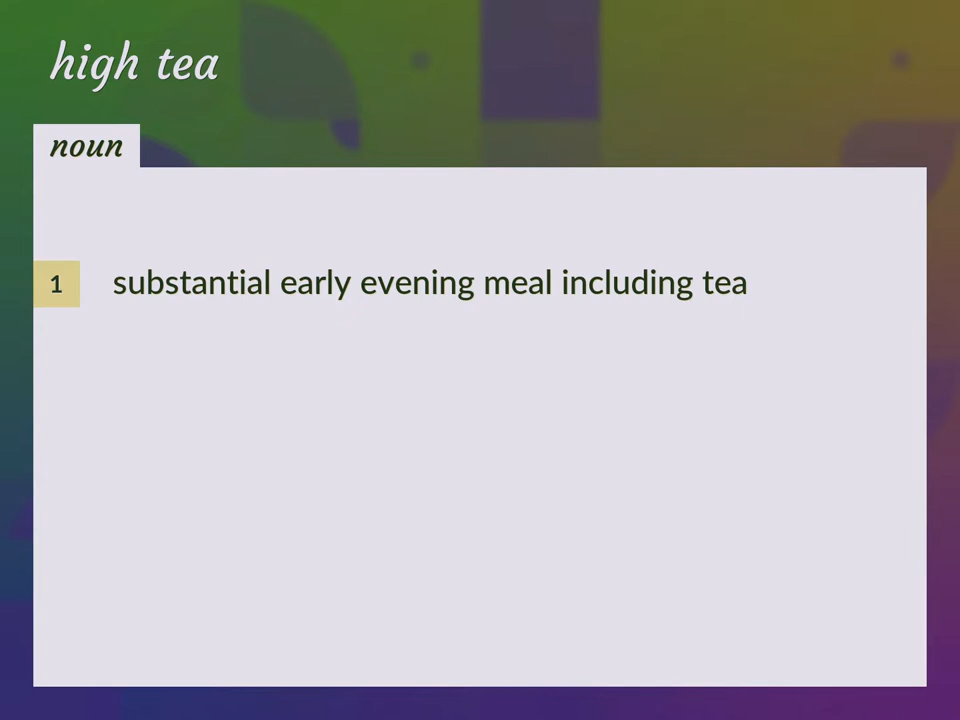 high tea
noun
1 substantial early evening meal including tea